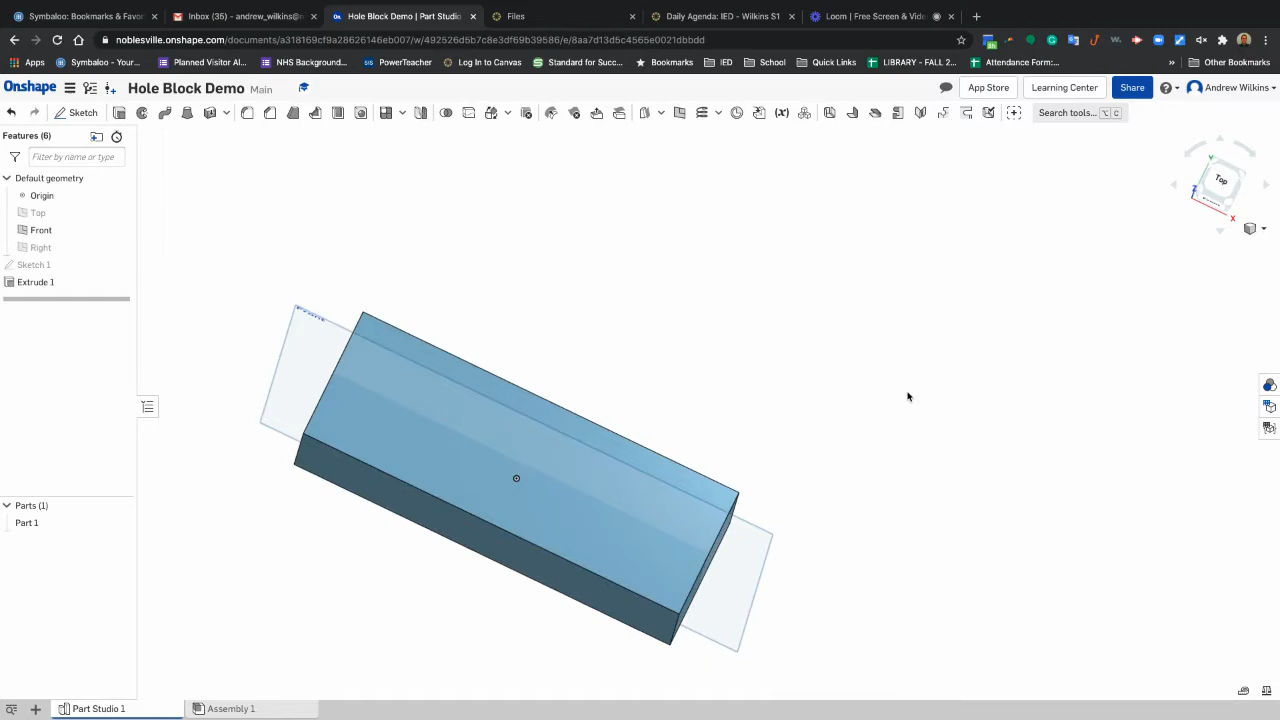 Symbaloo: Bookmarks & Favor
Inbox (35) - andrew_wilkins@n
Hole Block Demo | Part Studio
Files
Daily Agenda: IED - Wilkins S1
Loom | Free Screen & Vide
noblesville.onshape.com/documents/a318169cf9a28626146eb007/w/492526d5b7c8e3df69b39586/e/8aa7d13d5c4565e0021dbbdd
Apps
Symbaloo - Your...
Planned Visitor Al...
NHS Background...
SIS PowerTeacher
Log In to Canvas
Standard for Succ...
Bookmarks
IED
School
Quick Links
LIBRARY - FALL 2...
Attendance Form:...
»
Other Bookmarks
Onshape
Hole Block Demo Main
App Store
Learning Center
Share
Andrew Wilkins
Sketch
Search tools... ⌥ C
Features (6)
Filter by name or type
Default geometry
Origin
Top
Front
Right
Sketch 1
Extrude 1
Parts (1)
Part 1
Top
Y
Z
X
Part Studio 1
Assembly 1